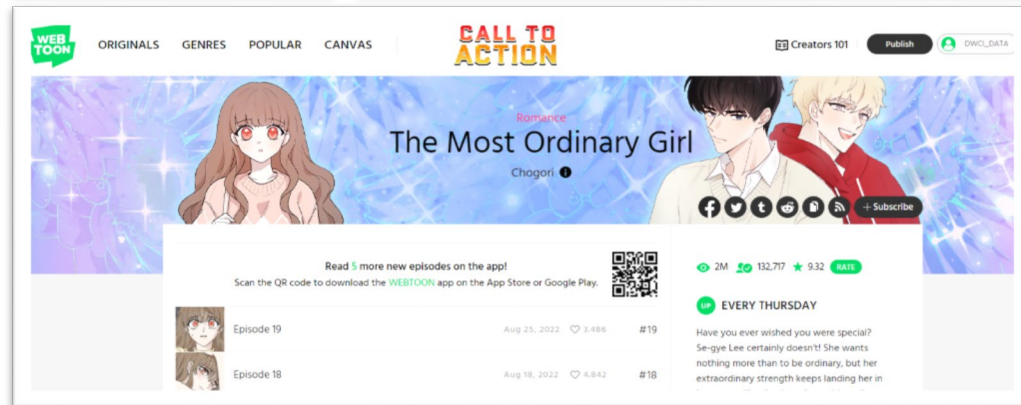 WEB
TOON
ORIGINALS GENRES POPULAR CANVAS
CALL TO
ACTION
Creators 101
Publish
DWCI_DATA
Romance
The Most Ordinary Girl
Chogori
+ Subscribe
Read 5 more new episodes on the app!
Scan the QR code to download the WEBTOON app on the App Store or Google Play.
Episode 19 Aug 25, 2022 3,486 #19
Episode 18 Aug 18, 2022 4,842 #18
2M 132,717 9.32 RATE
UP EVERY THURSDAY
Have you ever wished you were special?
Se-gye Lee certainly doesn't! She wants
nothing more than to be ordinary, but her
extraordinary strength keeps landing her in